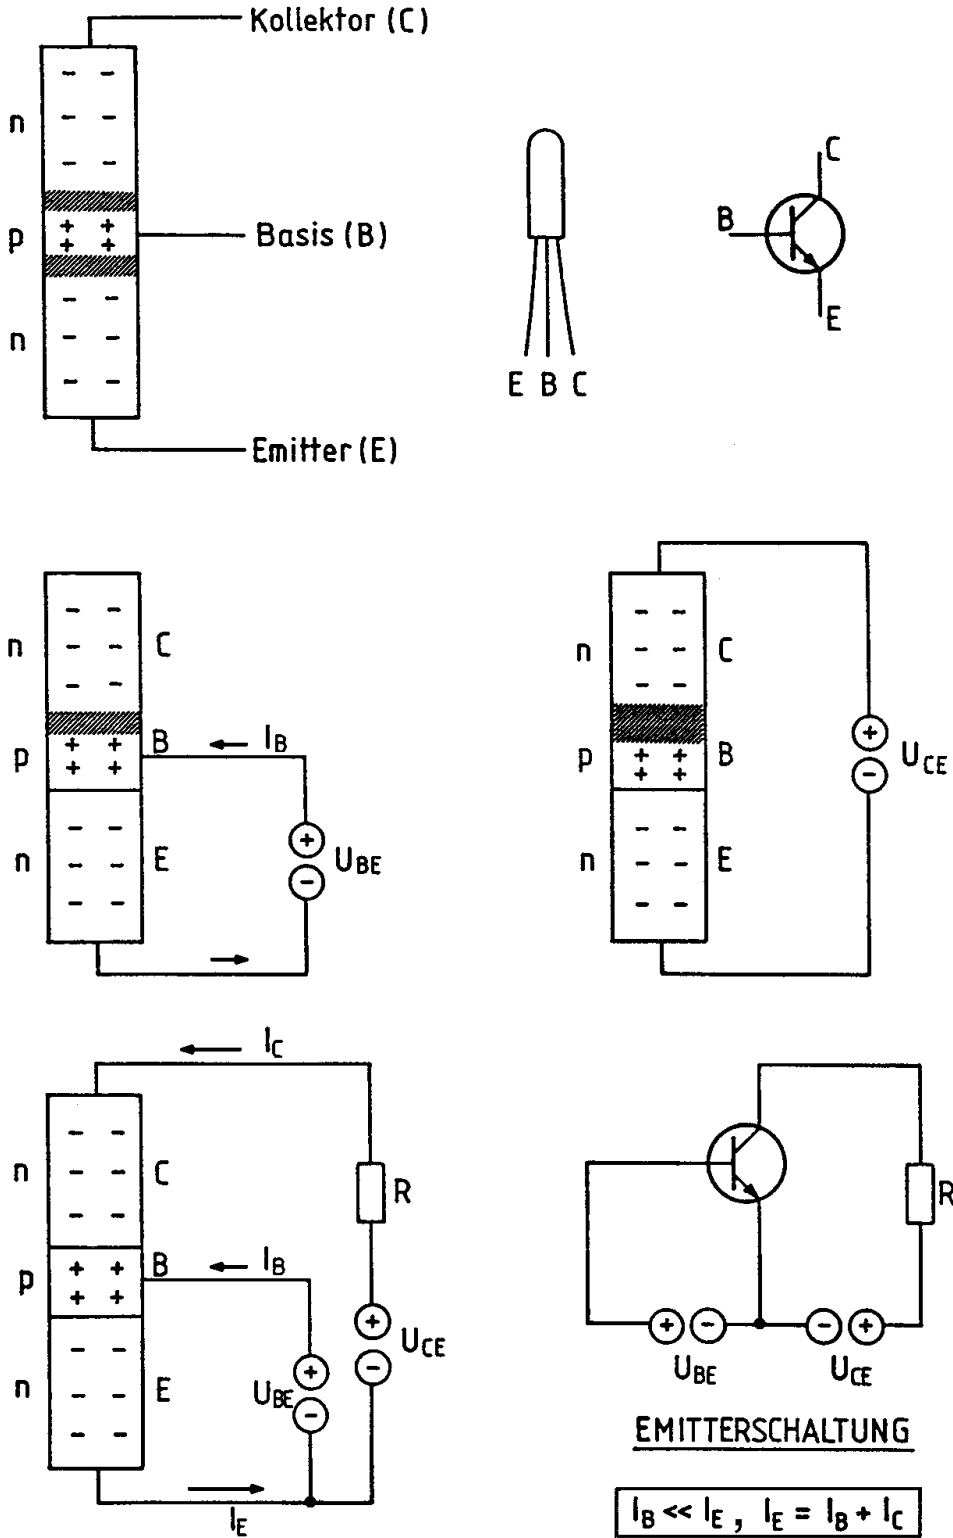 Kollektor (C)
n
C
B
p
Basis (B)
n
E
E B C
Emitter (E)
n
C
B
I_B
p
n
E
U_BE
n
C
p
B
U_CE
n
E
I_C
n
C
R
B
I_B
p
U_CE
n
E
U_BE
I_E
R
U_BE
U_CE
EMITTERSCHALTUNG
I_B << I_E , I_E = I_B + I_C